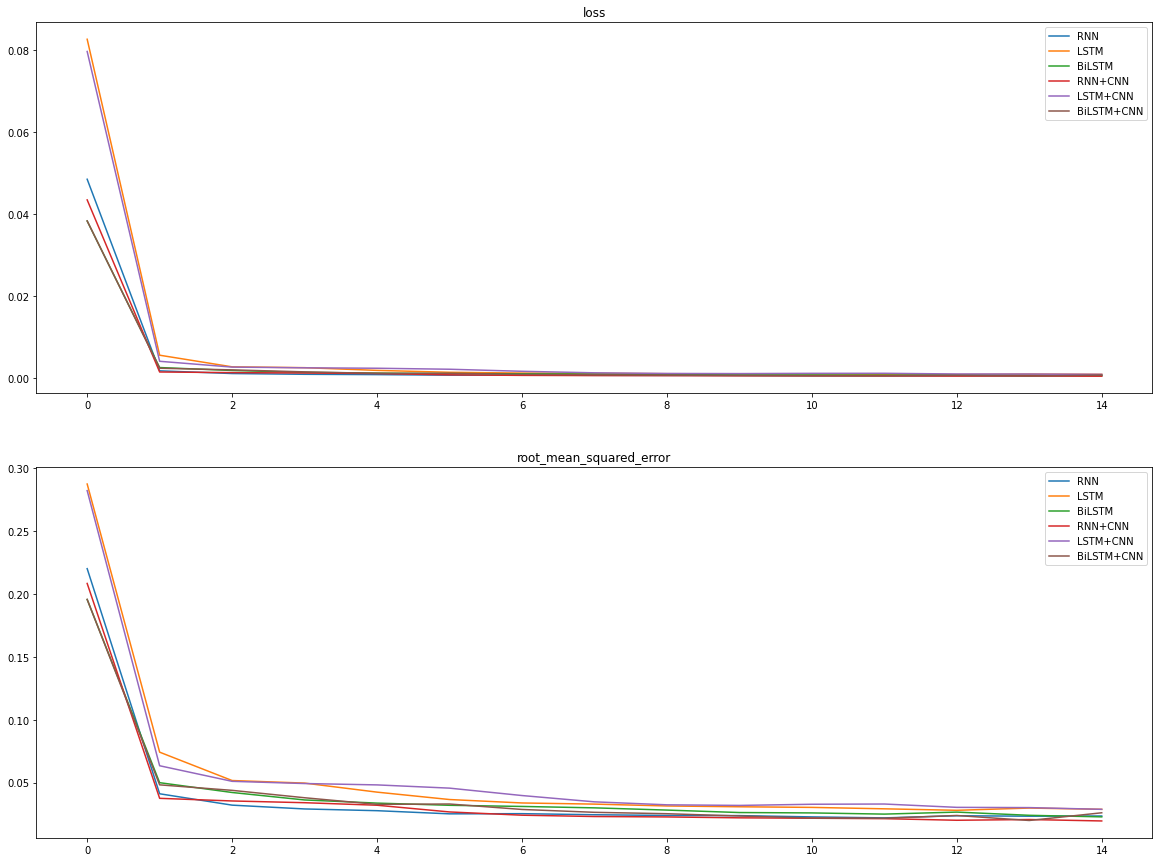 loss
0.08
0.06
0.04
0.02
0.00
0 2 4 6 8 10 12 14
RNN
LSTM
BiLSTM
RNN+CNN
LSTM+CNN
BiLSTM+CNN
root_mean_squared_error
0.30
0.25
0.20
0.15
0.10
0.05
0 2 4 6 8 10 12 14
RNN
LSTM
BiLSTM
RNN+CNN
LSTM+CNN
BiLSTM+CNN